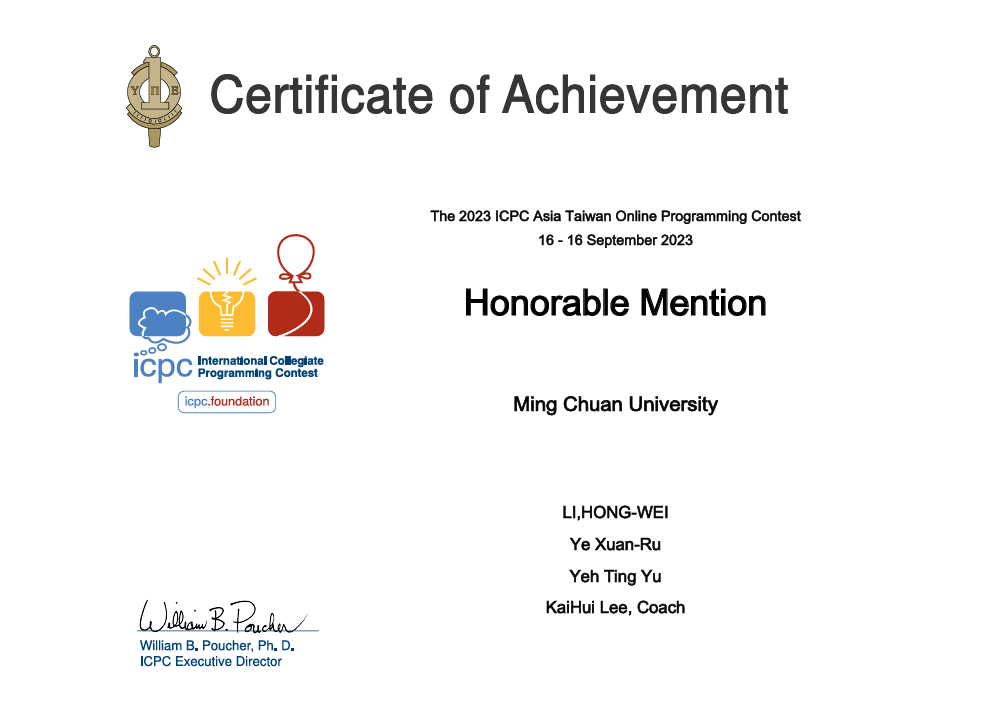 Certificate of Achievement
Υ Π Β
The 2023 ICPC Asia Taiwan Online Programming Contest
16 - 16 September 2023
Honorable Mention
icpc International Collegiate
Programming Contest
icpc.foundation
Ming Chuan University
LI,HONG-WEI
Ye Xuan-Ru
Yeh Ting Yu
KaiHui Lee, Coach
William B. Poucher
William B. Poucher, Ph. D.
ICPC Executive Director